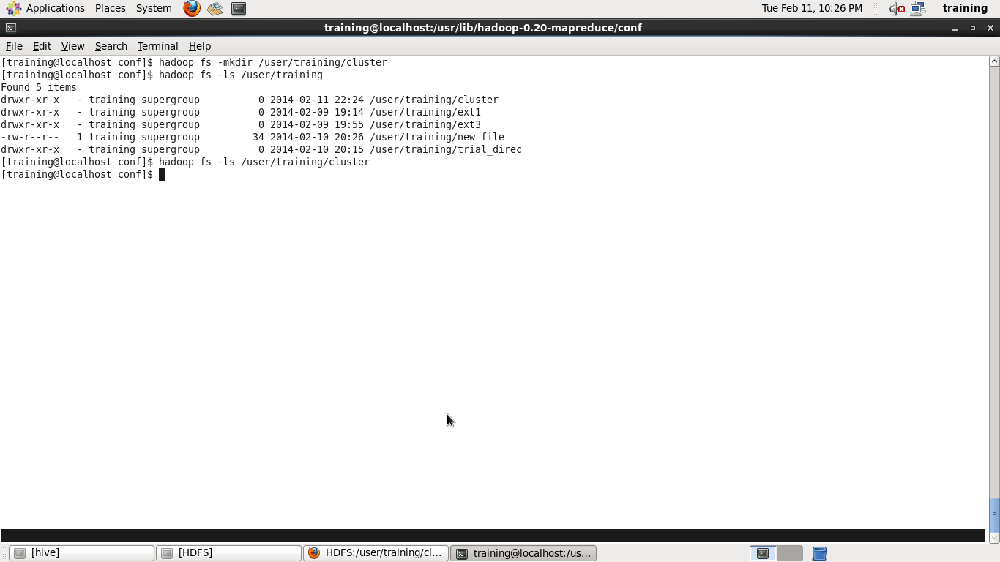 Applications Places System Tue Feb 11, 10:26 PM training
training@localhost:/usr/lib/hadoop-0.20-mapreduce/conf
File Edit View Search Terminal Help
[training@localhost conf]$ hadoop fs -mkdir /user/training/cluster
[training@localhost conf]$ hadoop fs -ls /user/training
Found 5 items
drwxr-xr-x   - training supergroup          0 2014-02-11 22:24 /user/training/cluster
drwxr-xr-x   - training supergroup          0 2014-02-09 19:14 /user/training/ext1
drwxr-xr-x   - training supergroup          0 2014-02-09 19:55 /user/training/ext3
-rw-r--r--   1 training supergroup         34 2014-02-10 20:26 /user/training/new_file
drwxr-xr-x   - training supergroup          0 2014-02-10 20:15 /user/training/trial_direc
[training@localhost conf]$ hadoop fs -ls /user/training/cluster
[training@localhost conf]$
[hive] [HDFS] HDFS:/user/training/cl... training@localhost:/us...